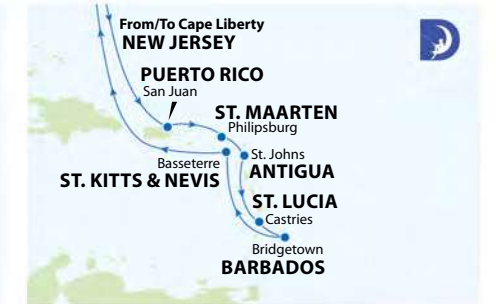 From/To Cape Liberty
NEW JERSEY
PUERTO RICO
San Juan
ST. MAARTEN
Philipsburg
Basseterre
ST. KITTS & NEVIS
St. Johns
ANTIGUA
ST. LUCIA
Castries
Bridgetown
BARBADOS